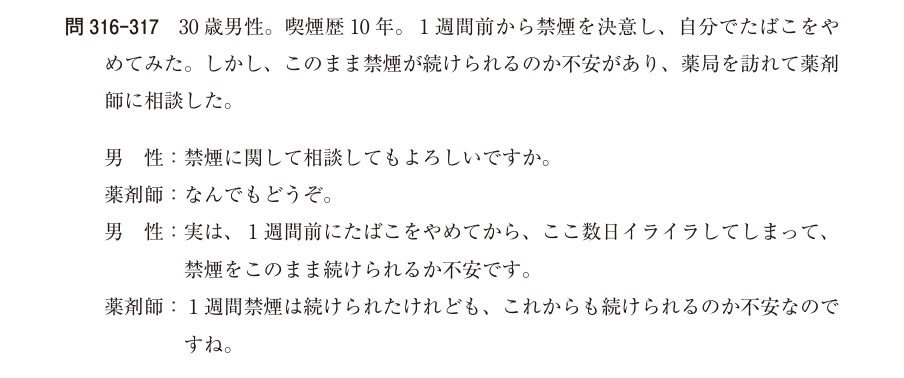 問 316−317　30 歳男性。喫煙歴 10 年。１週間前から禁煙を決意し、自分でたばこをや
めてみた。しかし、このまま禁煙が続けられるのか不安があり、薬局を訪れて薬剤
師に相談した。
男　性：禁煙に関して相談してもよろしいですか。
薬剤師：なんでもどうぞ。
男　性：実は、１週間前にたばこをやめてから、ここ数日イライラしてしまって、
禁煙をこのまま続けられるか不安です。
薬剤師：１週間禁煙は続けられたけれども、これからも続けられるのか不安なので
すね。